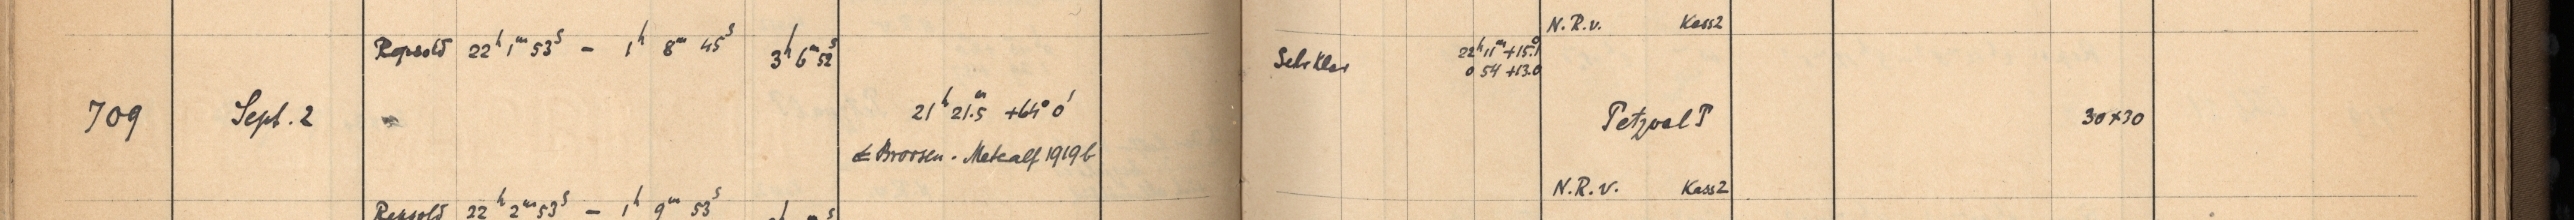 N.R.v. Kass2
Repsold 22ʰ 1ᵐ 53ˢ – 1ʰ 8ᵐ 45ˢ 3ʰ 6ᵐ 52ˢ Sehr klar 22ʰ 11ᵐ +15.1°
0 54 +13.0
709 Sept. 2 " 21ʰ 21.5ᵐ +64° 0' Petzval P 30×30
Brorsen. Metcalf 1919b
N.R.v. Kass2
Repsold 22ʰ 2ᵐ 53ˢ – 1ʰ 9ᵐ 53ˢ